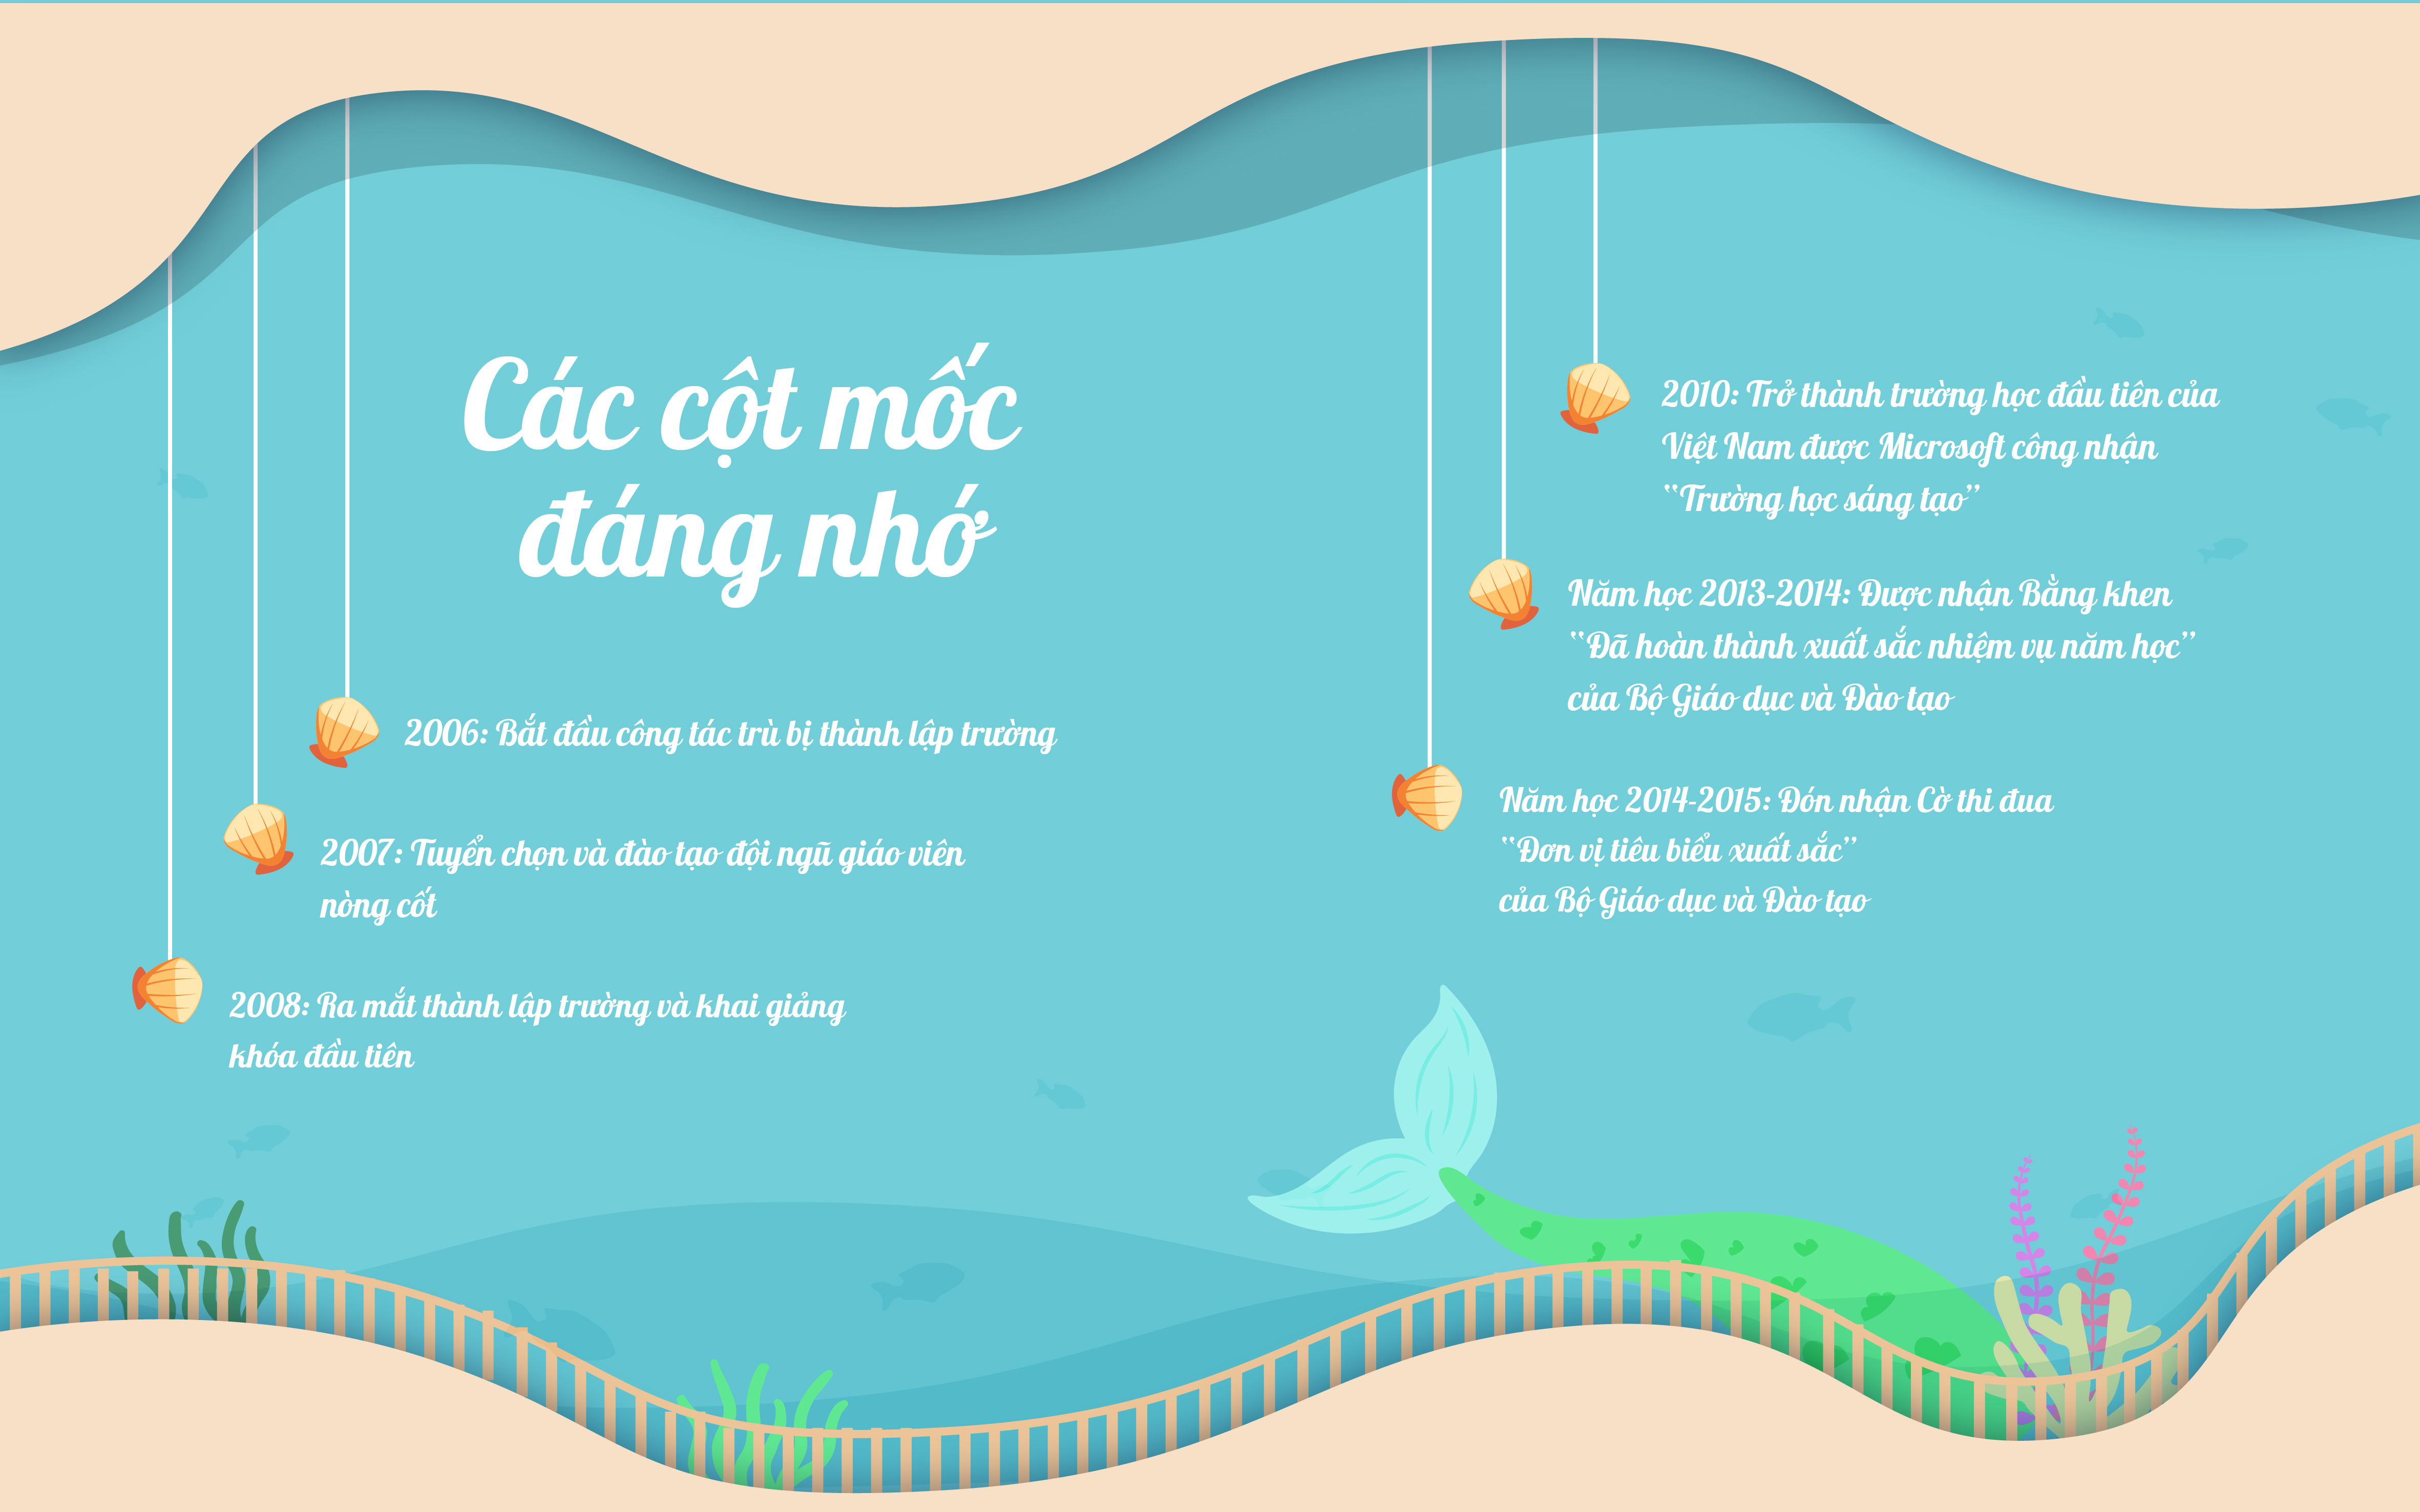 Các cột mốc
đáng nhớ
2006: Bắt đầu công tác trù bị thành lập trường
2007: Tuyển chọn và đào tạo đội ngũ giáo viên
nòng cốt
2008: Ra mắt thành lập trường và khai giảng
khóa đầu tiên
2010: Trở thành trường học đầu tiên của
Việt Nam được Microsoft công nhận
“Trường học sáng tạo”
Năm học 2013-2014: Được nhận Bằng khen
“Đã hoàn thành xuất sắc nhiệm vụ năm học”
của Bộ Giáo dục và Đào tạo
Năm học 2014-2015: Đón nhận Cờ thi đua
“Đơn vị tiêu biểu xuất sắc”
của Bộ Giáo dục và Đào tạo